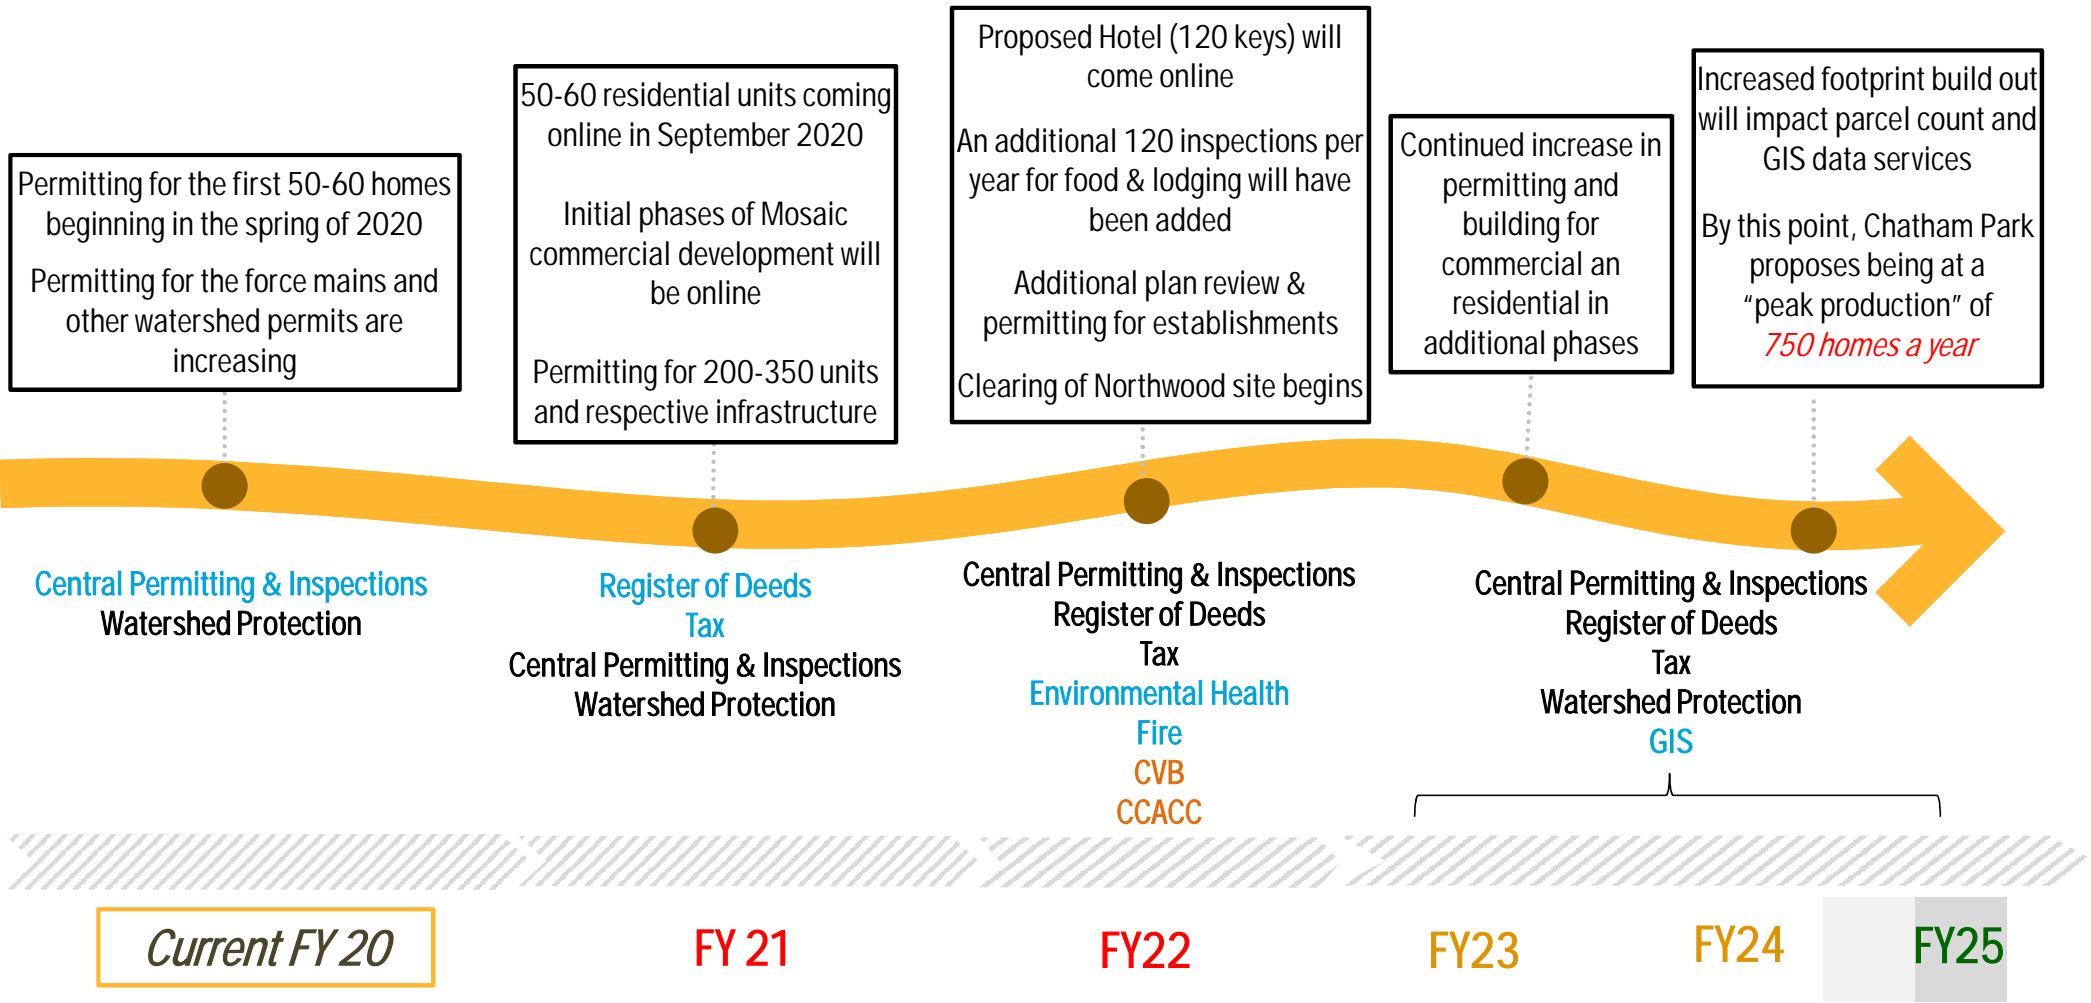 Permitting for the first 50-60 homes
beginning in the spring of 2020
Permitting for the force mains and
other watershed permits are
increasing
50-60 residential units coming
online in September 2020
Initial phases of Mosaic
commercial development will
be online
Permitting for 200-350 units
and respective infrastructure
Proposed Hotel (120 keys) will
come online
An additional 120 inspections per
year for food & lodging will have
been added
Additional plan review &
permitting for establishments
Clearing of Northwood site begins
Continued increase in
permitting and
building for
commercial an
residential in
additional phases
Increased footprint build out
will impact parcel count and
GIS data services
By this point, Chatham Park
proposes being at a
“peak production” of
750 homes a year
Central Permitting & Inspections
Watershed Protection
Register of Deeds
Tax
Central Permitting & Inspections
Watershed Protection
Central Permitting & Inspections
Register of Deeds
Tax
Environmental Health
Fire
CVB
CCACC
Central Permitting & Inspections
Register of Deeds
Tax
Watershed Protection
GIS
Current FY 20
FY 21
FY22
FY23
FY24
FY25